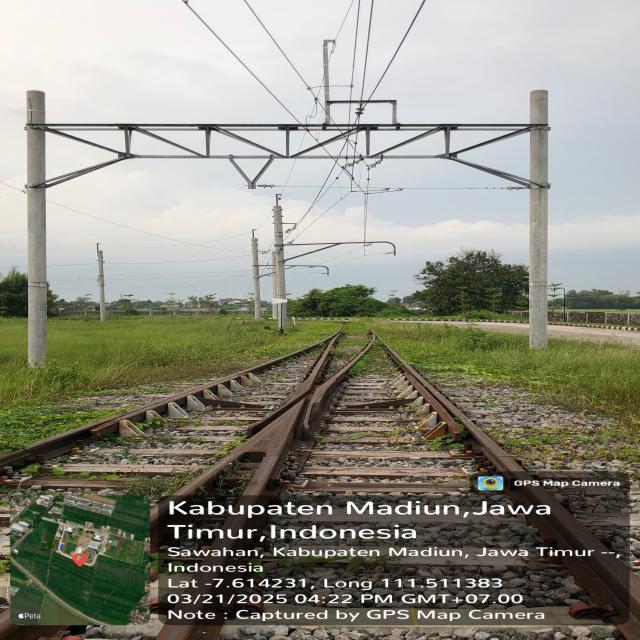 GPS Map Camera
Kabupaten Madiun,Jawa
Timur,Indonesia
Sawahan, Kabupaten Madiun, Jawa Timur --,
Indonesia
Lat -7.614231, Long 111.511383
03/21/2025 04:22 PM GMT+07.00
Note : Captured by GPS Map Camera
Peta